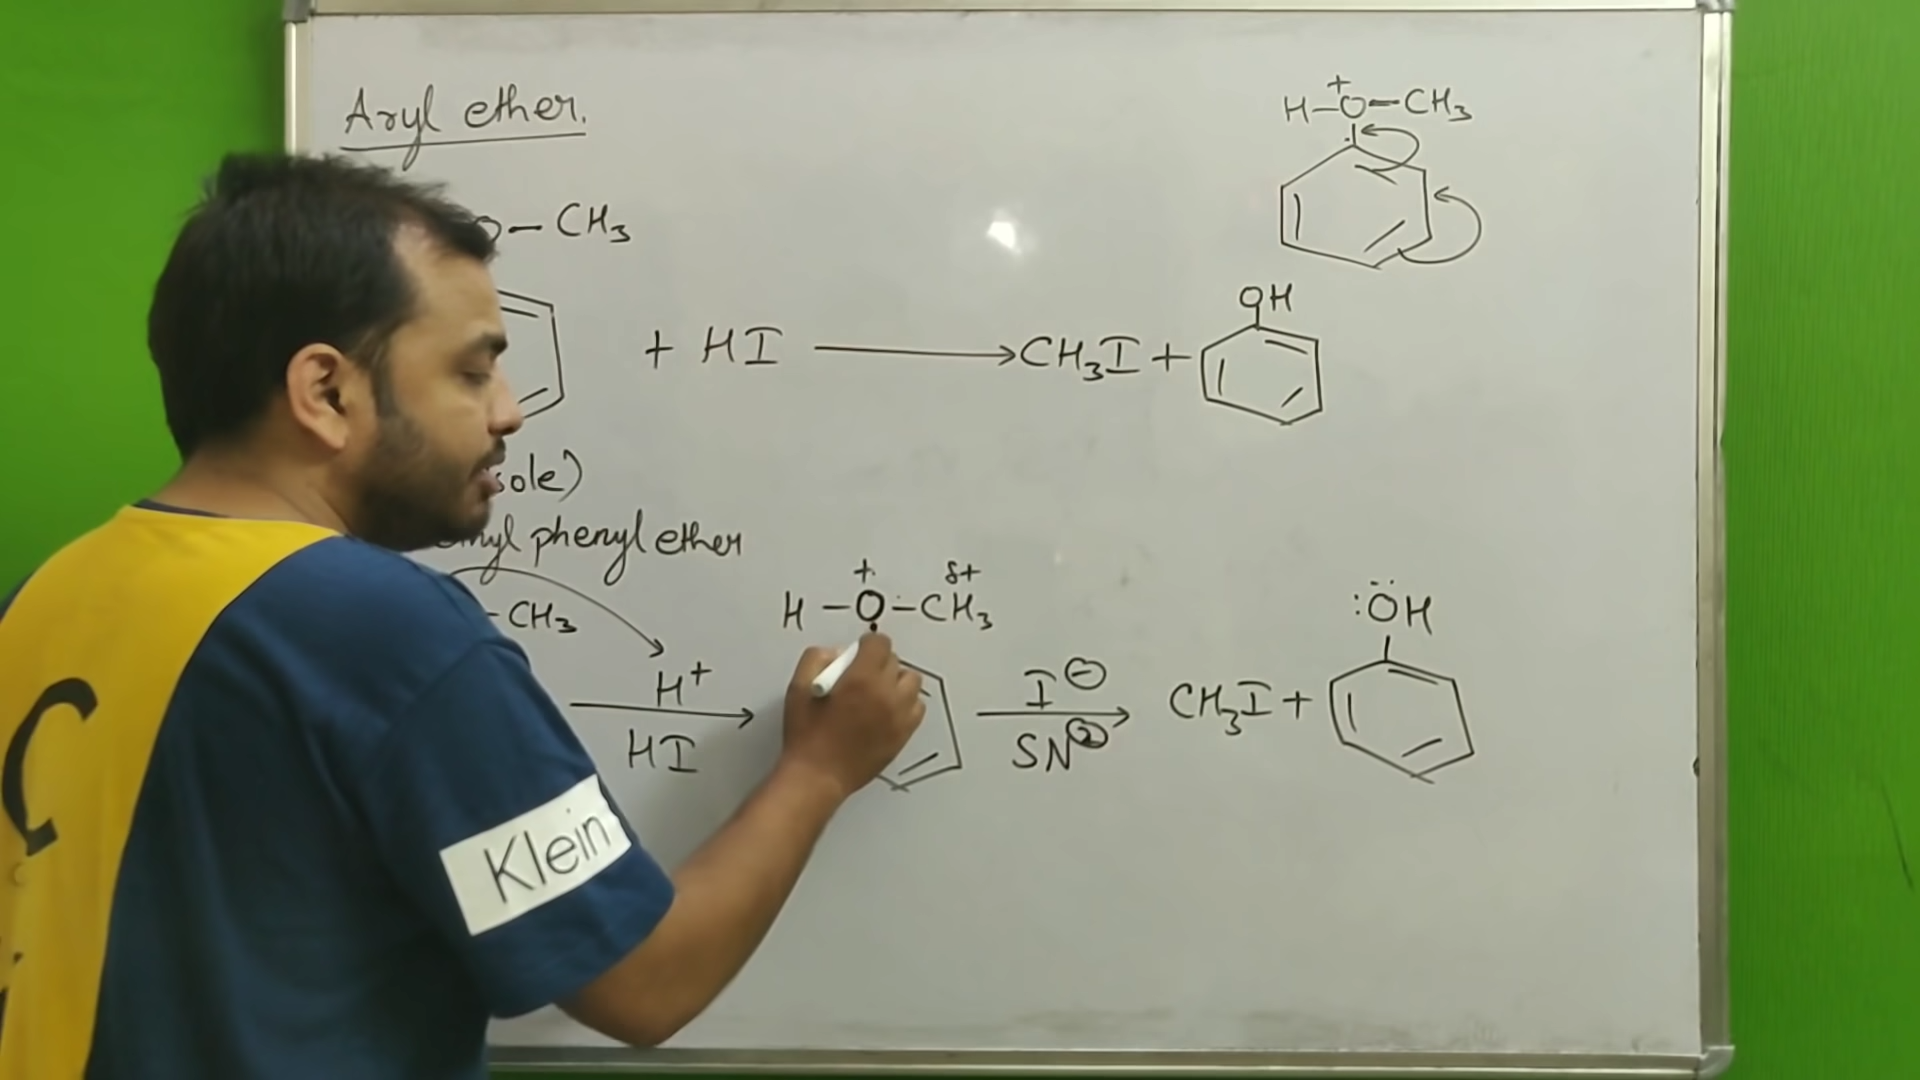 Aryl ether.
H–O⁺–CH₃
O–CH₃
OH
+ HI ⟶ CH₃I +
sole)
phenyl ether
–CH₃
H–O⁺–CH₃ δ+
:ÖH
H⁺
HI
I⊖
SN②
CH₃I +
Klein
C